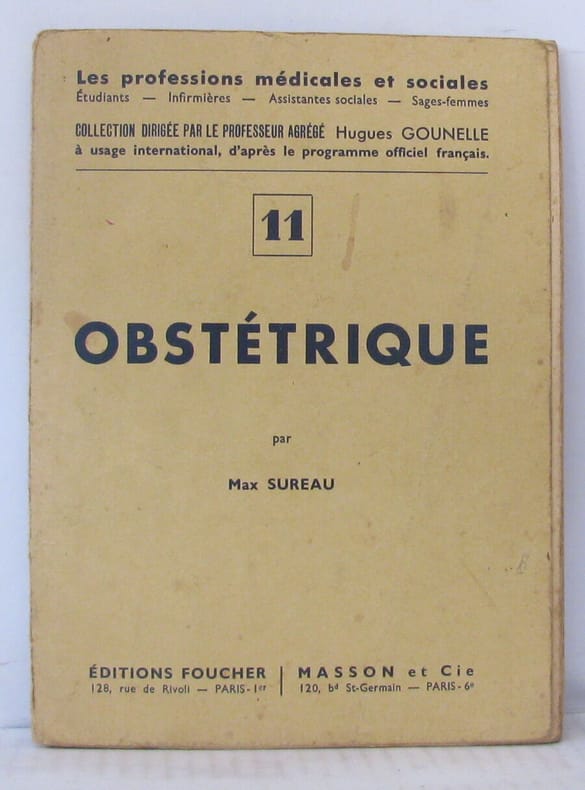 Les professions médicales et sociales
Étudiants — Infirmières — Assistantes sociales — Sages-femmes
COLLECTION DIRIGÉE PAR LE PROFESSEUR AGRÉGÉ Hugues GOUNELLE
à usage international, d'après le programme officiel français.
11
OBSTÉTRIQUE
par
Max SUREAU
ÉDITIONS FOUCHER | MASSON et Cie
128, rue de Rivoli — PARIS-1er | 120, bd St-Germain — PARIS-6e